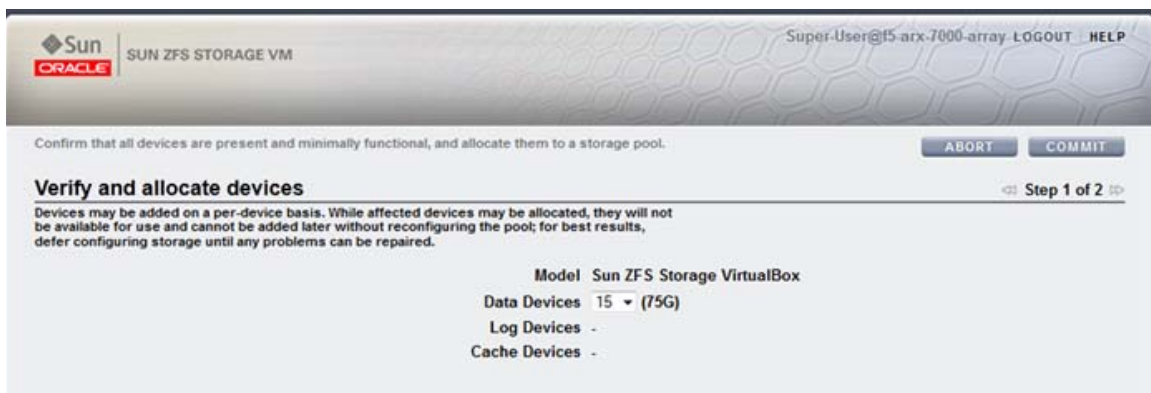 Sun
ORACLE
SUN ZFS STORAGE VM
Super-User@f5-arx-7000-array LOGOUT HELP
Confirm that all devices are present and minimally functional, and allocate them to a storage pool.
ABORT COMMIT
Verify and allocate devices
Step 1 of 2
Devices may be added on a per-device basis. While affected devices may be allocated, they will not
be available for use and cannot be added later without reconfiguring the pool; for best results,
defer configuring storage until any problems can be repaired.
Model Sun ZFS Storage VirtualBox
Data Devices 15 (75G)
Log Devices -
Cache Devices -